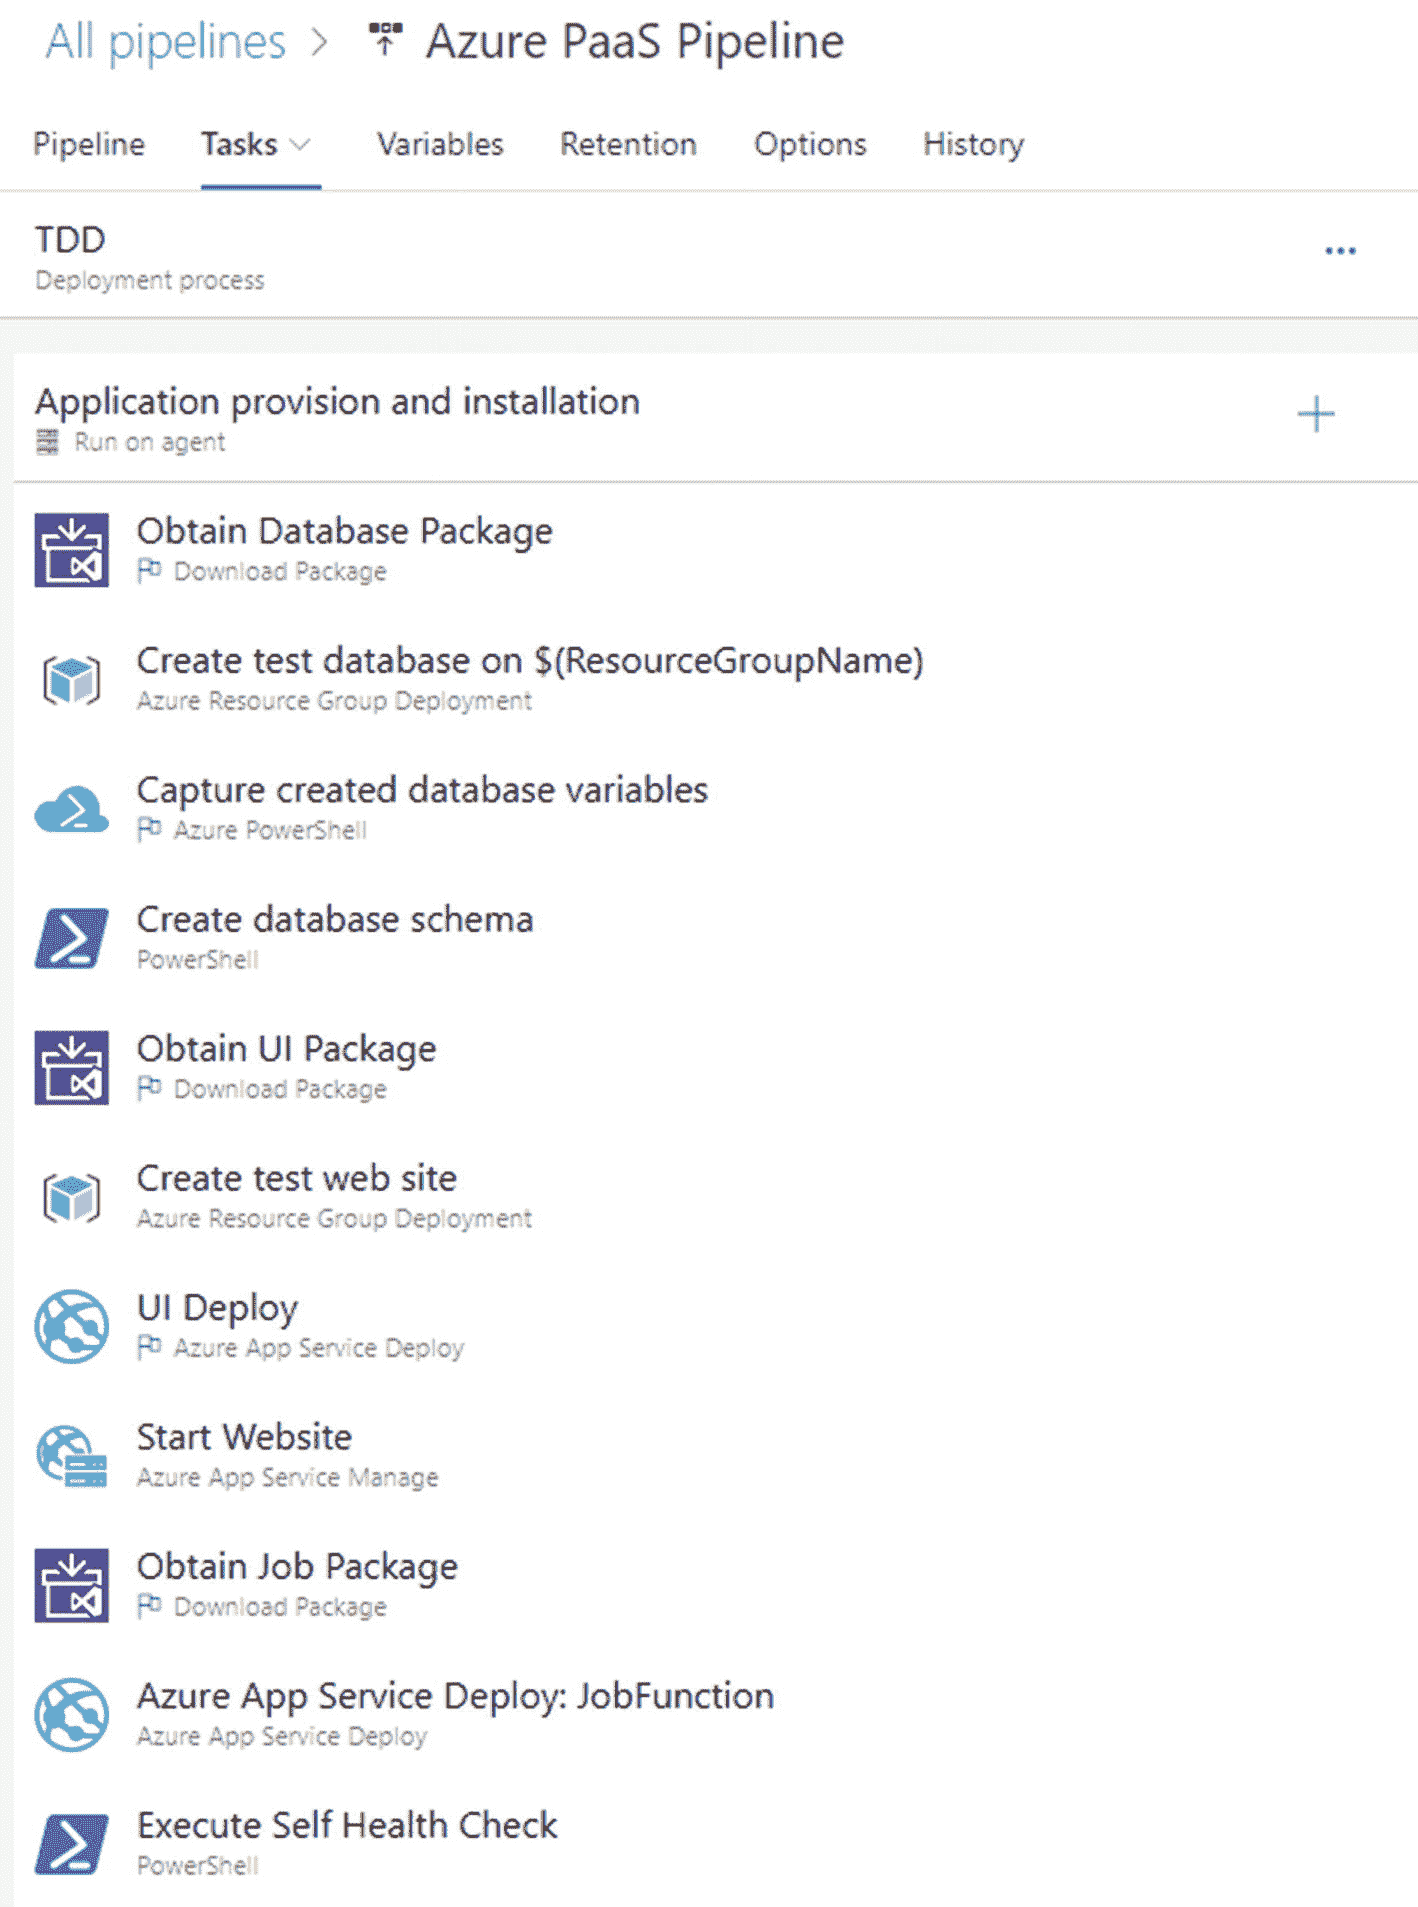 All pipelines > Azure PaaS Pipeline
Pipeline Tasks Variables Retention Options History
TDD
Deployment process
Application provision and installation
Run on agent
Obtain Database Package
Download Package
Create test database on $(ResourceGroupName)
Azure Resource Group Deployment
Capture created database variables
Azure PowerShell
Create database schema
PowerShell
Obtain UI Package
Download Package
Create test web site
Azure Resource Group Deployment
UI Deploy
Azure App Service Deploy
Start Website
Azure App Service Manage
Obtain Job Package
Download Package
Azure App Service Deploy: JobFunction
Azure App Service Deploy
Execute Self Health Check
PowerShell